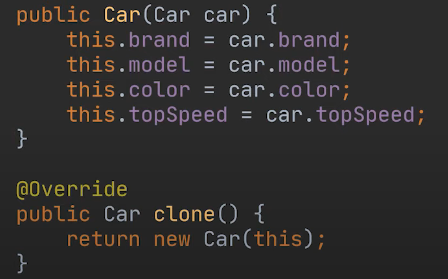 public Car(Car car) {
    this.brand = car.brand;
    this.model = car.model;
    this.color = car.color;
    this.topSpeed = car.topSpeed;
}

@Override
public Car clone() {
    return new Car(this);
}